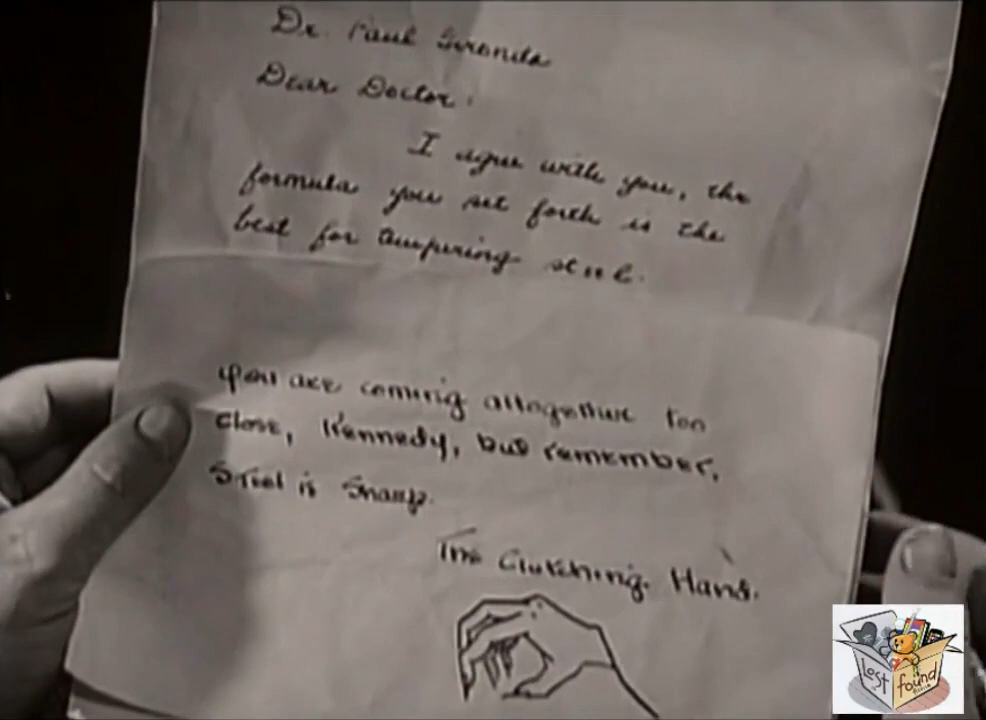 Dr. Paul Gironda
Dear Doctor:
I agree with you, the
formula you set forth is the
best for tempering steel.
you are coming altogether too
close, Kennedy, but remember,
Steel is Sharp.
The Clutching Hand.
Lost
found